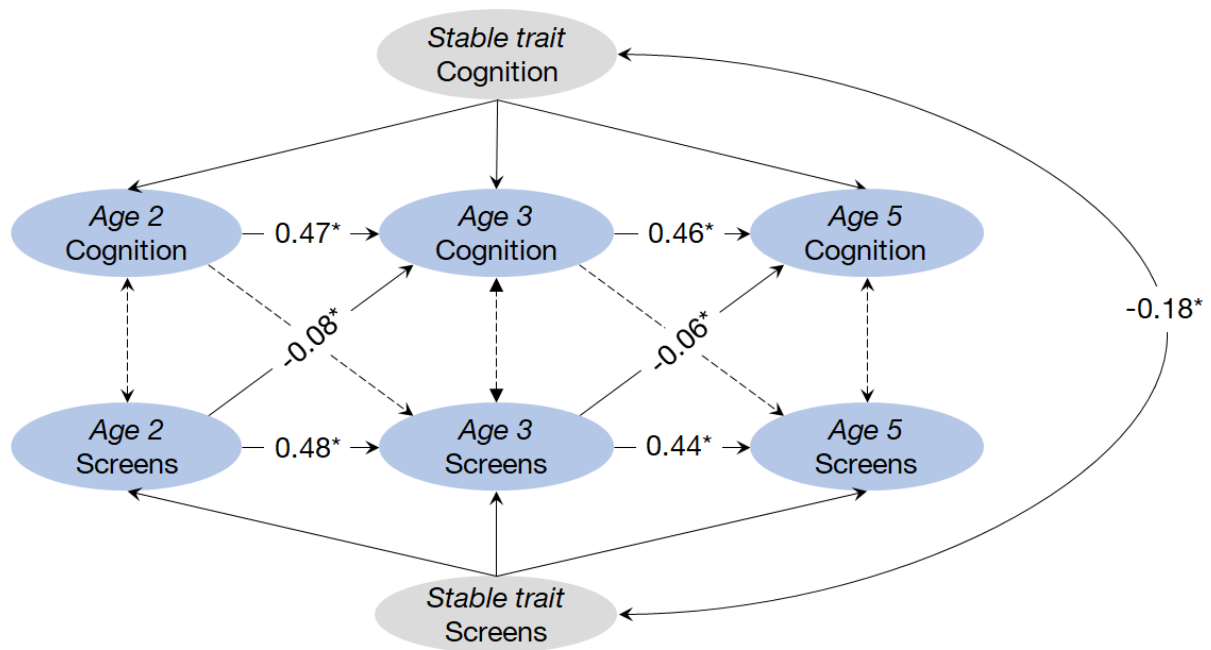 Stable trait
Cognition
Age 2
Cognition
0.47*
Age 3
Cognition
0.46*
Age 5
Cognition
-0.08*
-0.06*
-0.18*
Age 2
Screens
0.48*
Age 3
Screens
0.44*
Age 5
Screens
Stable trait
Screens